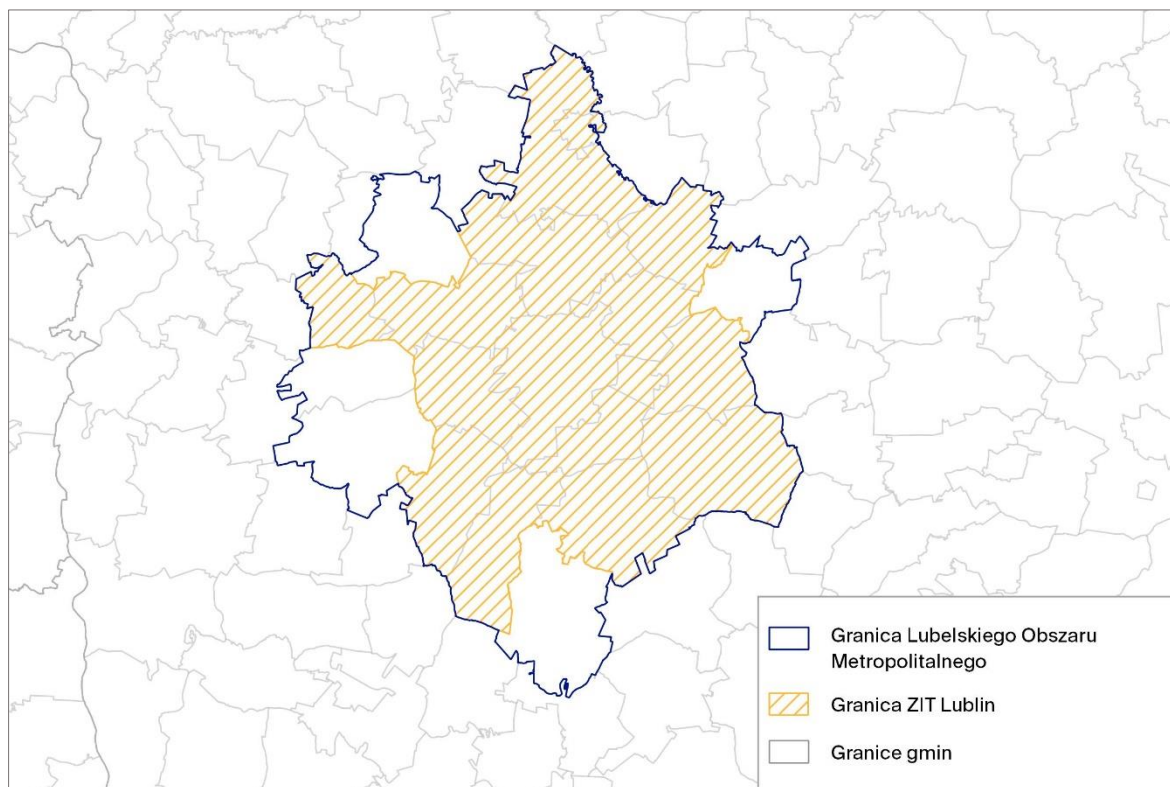 Granica Lubelskiego Obszaru
Metropolitalnego
Granica ZIT Lublin
Granice gmin